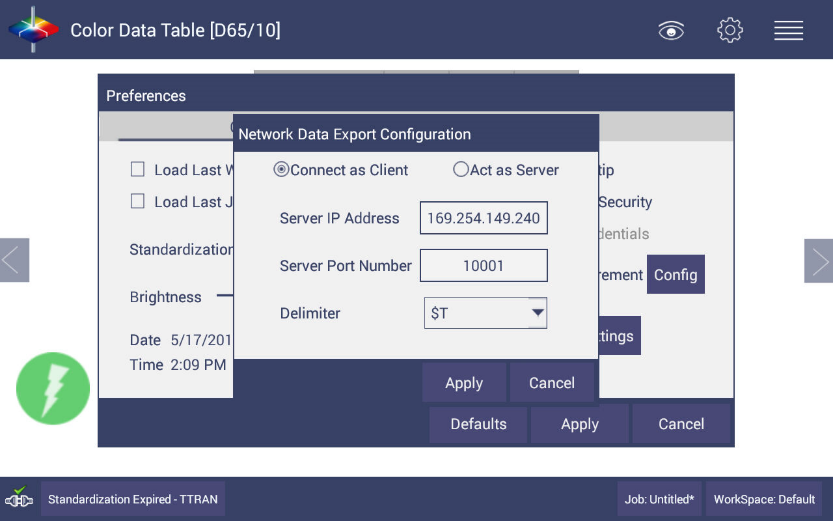 Color Data Table [D65/10]
Preferences
Network Data Export Configuration
Load Last
Connect as Client
Act as Server
tip
Load Last J
Server IP Address
169.254.149.240
Security
dentials
Standardization
Server Port Number
10001
rement
Config
Brightness
Delimiter
$T
Date 5/17/201
ttings
Time 2:09 PM
Apply
Cancel
Defaults
Apply
Cancel
Standardization Expired - TTRAN
Job: Untitled*
WorkSpace: Default